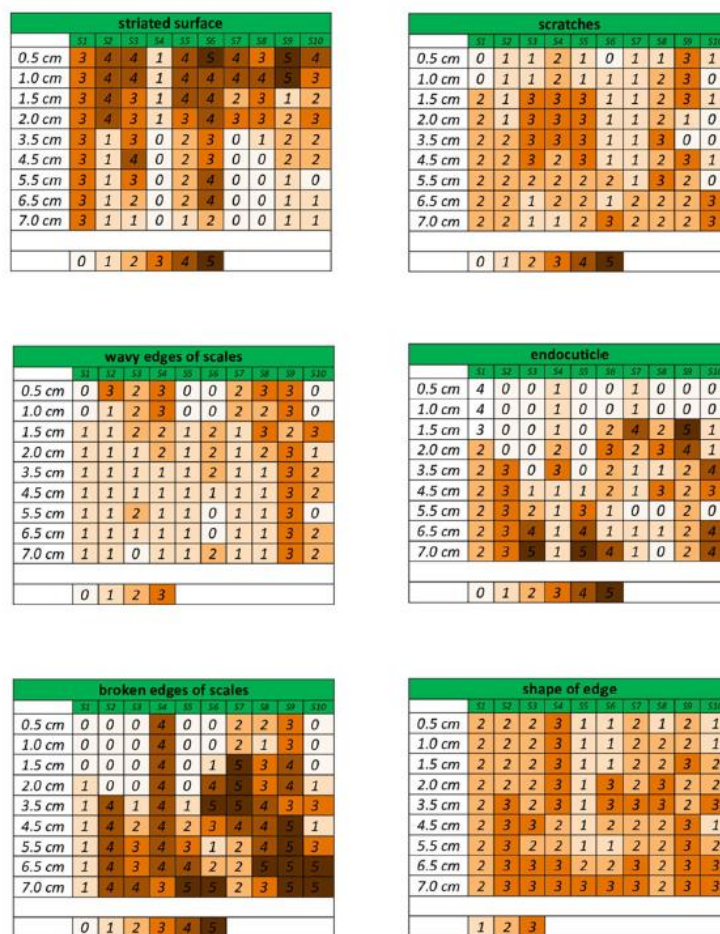 striated surface
S1 S2 S3 S4 S5 S6 S7 S8 S9 S10
0.5 cm 3 4 4 1 4 5 4 3 5 4
1.0 cm 3 4 4 1 4 4 4 4 5 3
1.5 cm 3 4 3 1 4 4 2 3 1 2
2.0 cm 3 4 3 1 3 4 3 3 2 3
3.5 cm 3 1 3 0 2 3 0 1 2 2
4.5 cm 3 1 4 0 2 3 0 0 2 2
5.5 cm 3 1 3 0 2 4 0 0 1 0
6.5 cm 3 1 2 0 2 4 0 0 1 1
7.0 cm 3 1 1 0 1 2 0 0 1 1
0 1 2 3 4 5
scratches
S1 S2 S3 S4 S5 S6 S7 S8 S9 S10
0.5 cm 0 1 1 2 1 0 1 1 3 1
1.0 cm 0 1 1 2 1 1 1 2 3 0
1.5 cm 2 1 3 3 3 1 1 2 3 1
2.0 cm 2 1 3 3 3 1 1 2 1 0
3.5 cm 2 2 3 3 3 1 1 3 0 0
4.5 cm 2 2 3 2 3 1 1 2 3 1
5.5 cm 2 2 2 2 2 2 1 3 2 0
6.5 cm 2 2 1 2 2 1 2 2 2 3
7.0 cm 2 2 1 1 2 3 2 2 2 3
0 1 2 3 4 5
wavy edges of scales
S1 S2 S3 S4 S5 S6 S7 S8 S9 S10
0.5 cm 0 3 2 3 0 0 2 3 3 0
1.0 cm 0 1 2 3 0 0 2 2 3 0
1.5 cm 1 1 2 2 1 2 1 3 2 3
2.0 cm 1 1 1 2 1 2 1 2 3 1
3.5 cm 1 1 1 1 1 2 1 1 3 2
4.5 cm 1 1 1 1 1 1 1 1 3 2
5.5 cm 1 1 2 1 1 0 1 1 3 0
6.5 cm 1 1 1 1 1 0 1 1 3 2
7.0 cm 1 1 0 1 1 2 1 1 3 2
0 1 2 3
endocuticle
S1 S2 S3 S4 S5 S6 S7 S8 S9 S10
0.5 cm 4 0 0 1 0 0 1 0 0 0
1.0 cm 4 0 0 1 0 0 1 0 0 0
1.5 cm 3 0 0 1 0 2 4 2 5 1
2.0 cm 2 0 0 2 0 3 2 3 4 1
3.5 cm 2 3 0 3 0 2 1 1 2 4
4.5 cm 2 3 1 1 1 2 1 3 2 3
5.5 cm 2 3 2 1 3 1 0 0 2 0
6.5 cm 2 3 4 1 4 1 1 1 2 4
7.0 cm 2 3 5 1 5 4 1 0 2 4
0 1 2 3 4 5
broken edges of scales
S1 S2 S3 S4 S5 S6 S7 S8 S9 S10
0.5 cm 0 0 0 4 0 0 2 2 3 0
1.0 cm 0 0 0 4 0 0 2 1 3 0
1.5 cm 0 0 0 4 0 1 5 3 4 0
2.0 cm 1 0 0 4 0 4 5 3 4 1
3.5 cm 1 4 1 4 1 5 5 4 3 3
4.5 cm 1 4 2 4 2 3 4 4 5 1
5.5 cm 1 4 3 4 3 1 2 4 5 3
6.5 cm 1 4 3 4 4 2 2 5 5 5
7.0 cm 1 4 4 3 5 5 2 3 5 5
0 1 2 3 4 5
shape of edge
S1 S2 S3 S4 S5 S6 S7 S8 S9 S10
0.5 cm 2 2 2 3 1 1 2 1 2 1
1.0 cm 2 2 2 3 1 1 2 2 2 1
1.5 cm 2 2 2 3 1 1 2 2 3 2
2.0 cm 2 2 2 3 1 3 2 3 2 2
3.5 cm 2 3 2 3 1 3 3 3 2 3
4.5 cm 2 3 3 2 1 2 2 2 3 1
5.5 cm 2 3 2 2 1 1 2 2 3 2
6.5 cm 2 3 3 3 2 2 3 2 3 3
7.0 cm 2 3 3 3 3 3 3 2 3 3
1 2 3